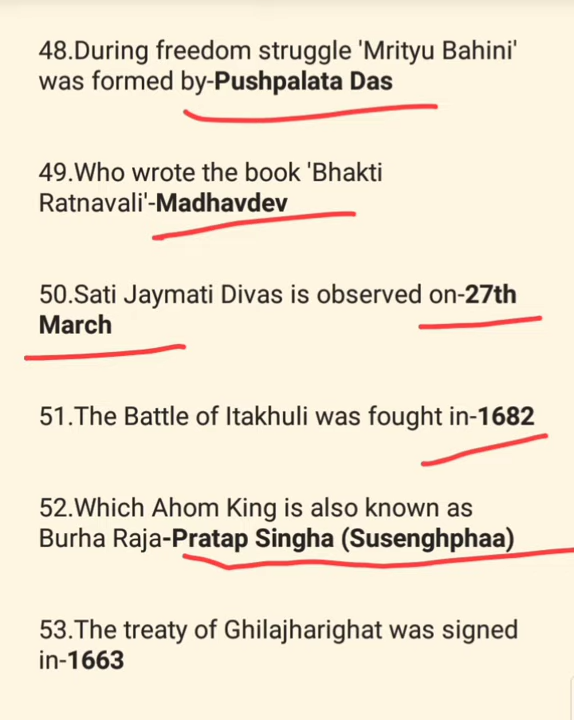 48.During freedom struggle 'Mrityu Bahini'
was formed by-Pushpalata Das
49.Who wrote the book 'Bhakti
Ratnavali'-Madhavdev
50.Sati Jaymati Divas is observed on-27th
March
51.The Battle of Itakhuli was fought in-1682
52.Which Ahom King is also known as
Burha Raja-Pratap Singha (Susenghphaa)
53.The treaty of Ghilajharighat was signed
in-1663